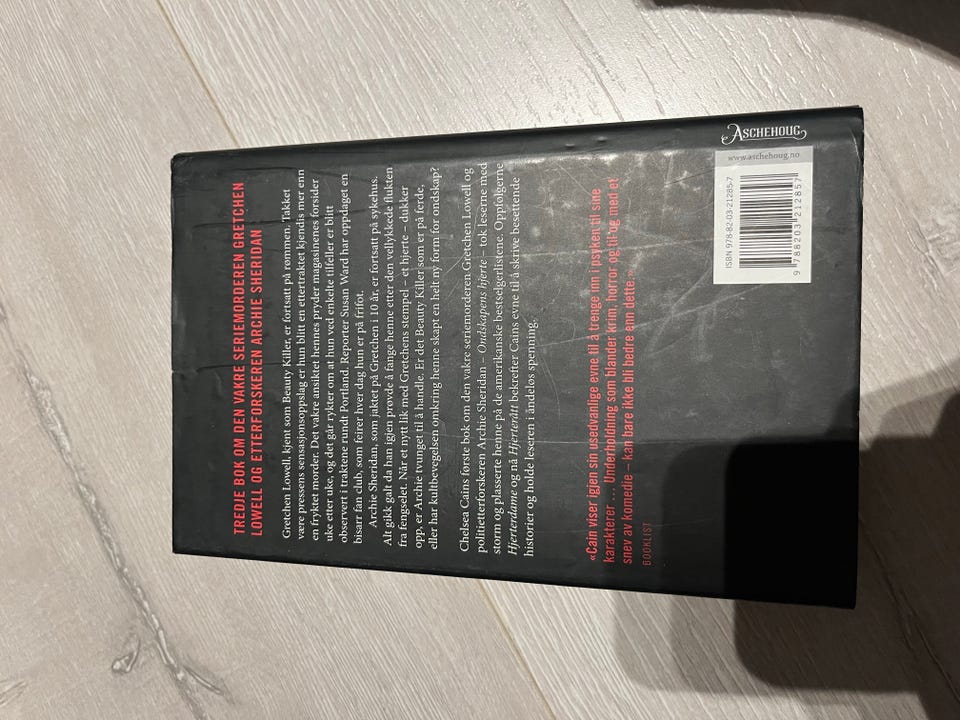 TREDJE BOK OM DEN VAKRE SERIEMORDEREN GRETCHEN
LOWELL OG ETTERFORSKEREN ARCHIE SHERIDAN
Gretchen Lowell, kjent som Beauty Killer, er fortsatt på rømmen. Takket
være pressens sensasjonsoppslag er hun blitt en ettertraktet kjendis mer enn
en fryktet morder. Det vakre ansiktet hennes pryder magasinenes forsider
uke etter uke, og det går rykter om at hun ved enkelte tilfeller er blitt
observert i traktene rundt Portland. Reporter Susan Ward har oppdaget en
bisarr fan club, som feirer hver dag hun er på frifot.
Archie Sheridan, som jaktet på Gretchen i 10 år, er fortsatt på sykehus.
Alt gikk galt da han igjen prøvde å fange henne etter den vellykkede flukten
fra fengselet. Når et nytt lik med Gretchens stempel – et hjerte – dukker
opp, er Archie tvunget til å handle. Er det Beauty Killer som er på ferde,
eller har kultbevegelsen omkring henne skapt en helt ny form for ondskap?
Chelsea Cains første bok om den vakre seriemorderen Gretchen Lowell og
politietterforskeren Archie Sheridan – Ondskapens hjerte – tok leserne med
storm og plasserte henne på de amerikanske bestselgerlistene. Oppfølgerne
Hjerterdame og nå Hjerterdøtt bekrefter Cains evne til å skrive besettende
historier og holde leseren i åndeløs spenning.
«Cain viser igjen sin usedvanlige evne til å trenge inn i psyken til sine
karakterer ... Underholdning som blander krim, horror og til og med et
snev av komedie – kan bare ikke bli bedre enn dette.»
BOOKLIST
ASCHEHOUG
www.aschehoug.no
ISBN 978-82-03-21285-7
9 788203 212857